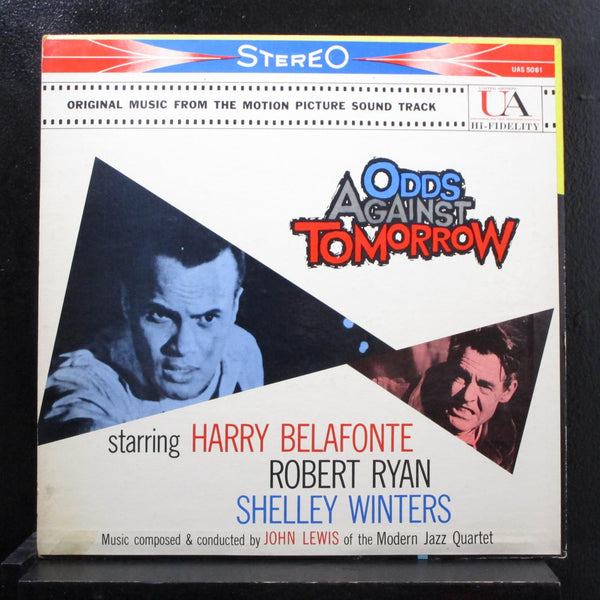 STEREO
UAS 5061
ORIGINAL MUSIC FROM THE MOTION PICTURE SOUND TRACK
UA
HI-FIDELITY
ODDS
AGAINST
TOMORROW
starring HARRY BELAFONTE
ROBERT RYAN
SHELLEY WINTERS
Music composed & conducted by JOHN LEWIS of the Modern Jazz Quartet